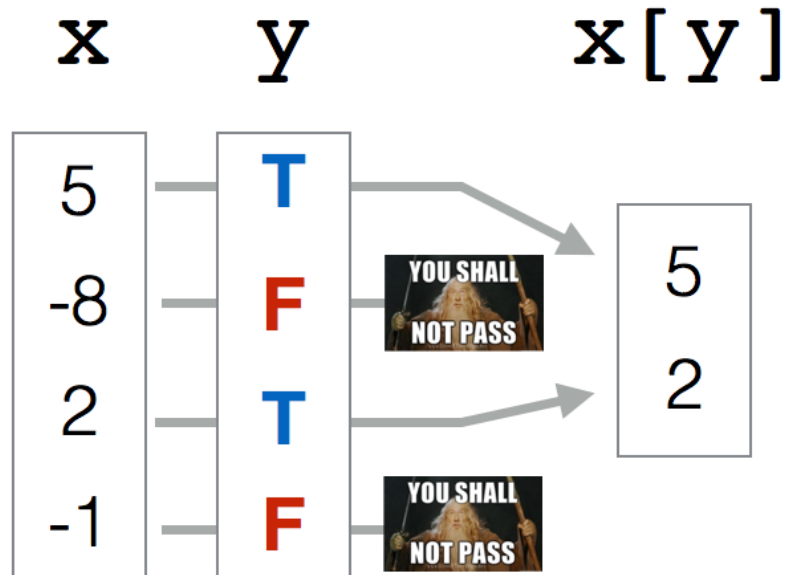 x y x[y]
5 T
-8 F YOU SHALL
NOT PASS
5
2 T
2
-1 F YOU SHALL
NOT PASS